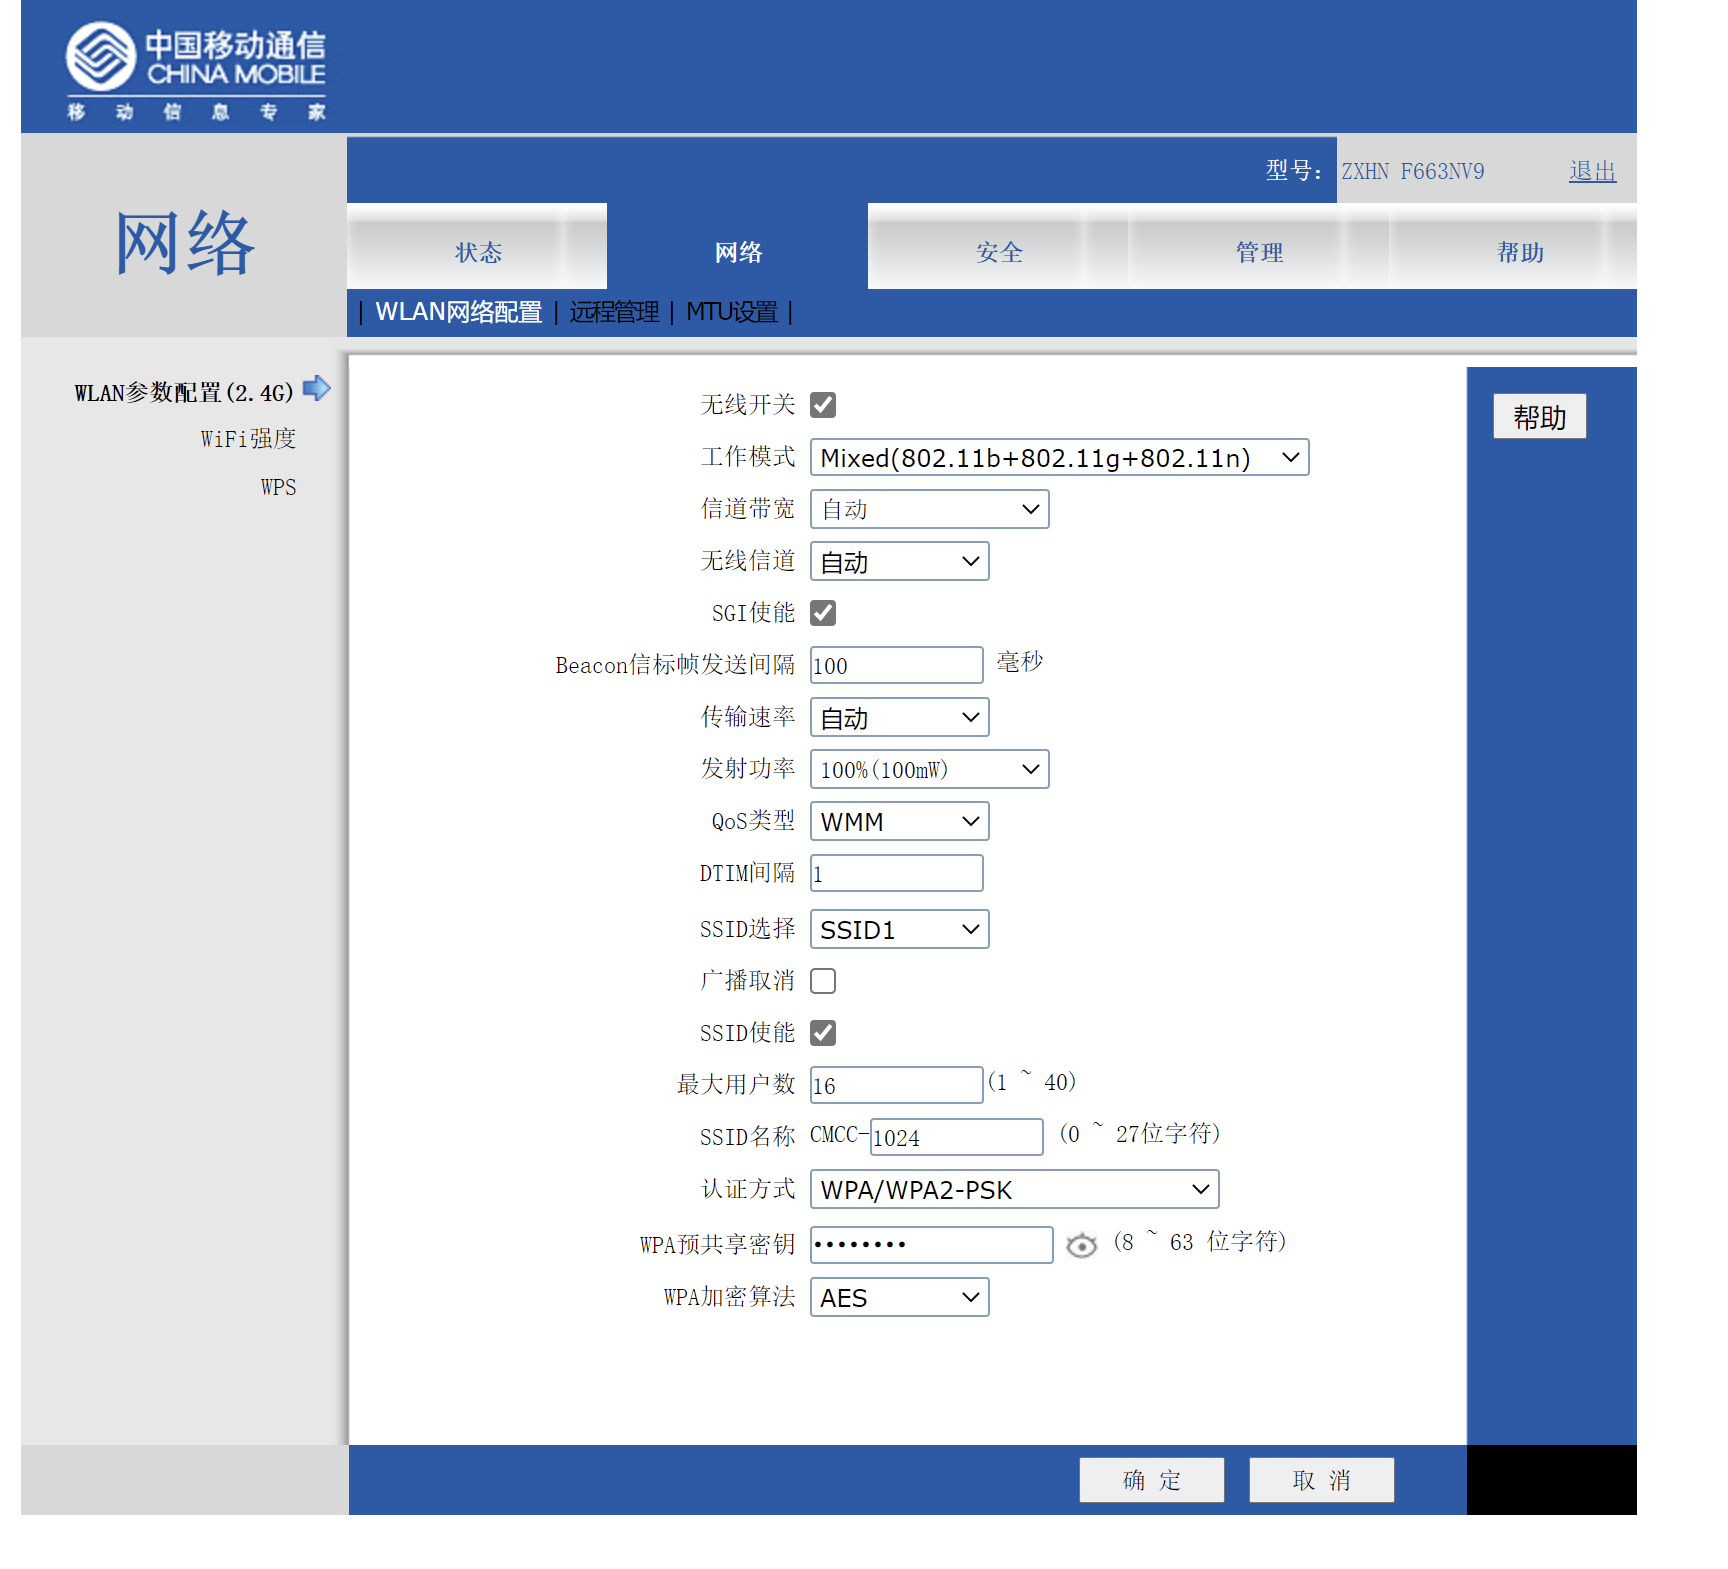 中国移动通信
CHINA MOBILE
移动信息专家
型号: ZXHN F663NV9 退出
网络
状态 网络 安全 管理 帮助
| WLAN网络配置 | 远程管理 | MTU设置 |
WLAN参数配置(2.4G)
WiFi强度
WPS
无线开关
工作模式 Mixed(802.11b+802.11g+802.11n)
信道带宽 自动
无线信道 自动
SGI使能
Beacon信标帧发送间隔 100 毫秒
传输速率 自动
发射功率 100%(100mW)
QoS类型 WMM
DTIM间隔 1
SSID选择 SSID1
广播取消
SSID使能
最大用户数 16 (1 ~ 40)
SSID名称 CMCC-1024 (0 ~ 27位字符)
认证方式 WPA/WPA2-PSK
WPA预共享密钥 •••••••• (8 ~ 63 位字符)
WPA加密算法 AES
帮助
确 定 取 消